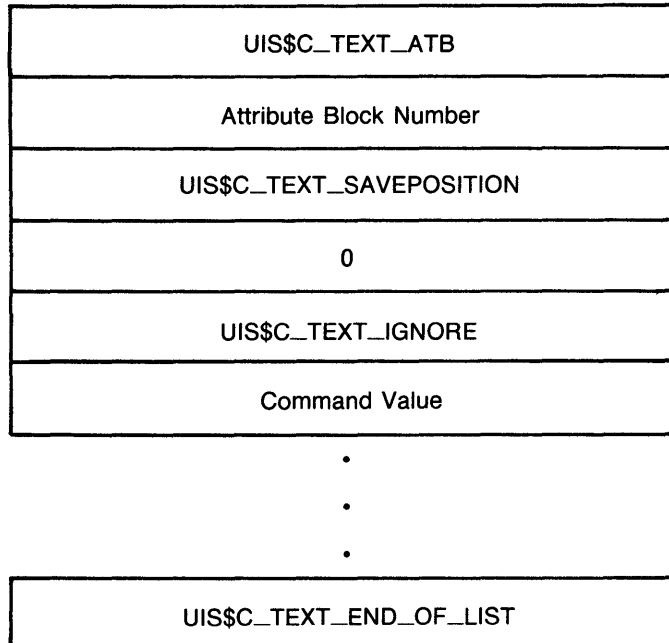 UIS$C_TEXT_ATB
Attribute Block Number
UIS$C_TEXT_SAVEPOSITION
0
UIS$C_TEXT_IGNORE
Command Value
.
.
.
UIS$C_TEXT_END_OF_LIST